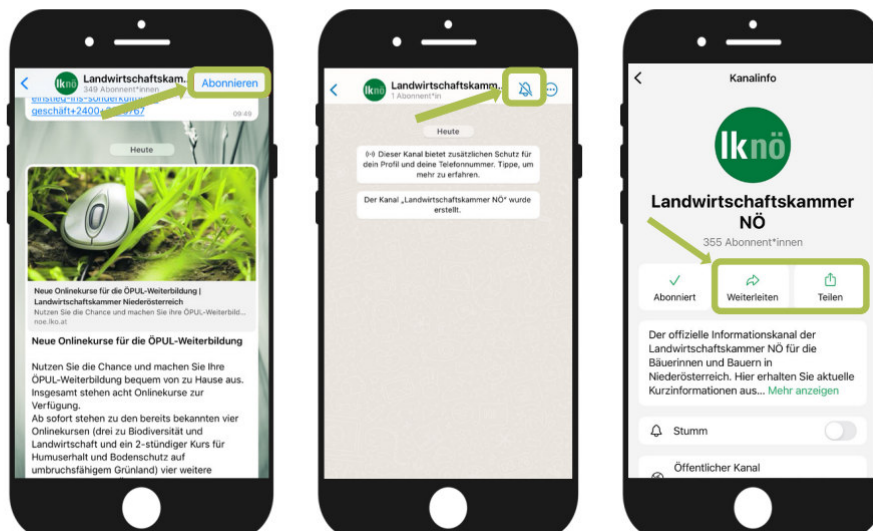 lknö
Landwirtschaftskam...
349 Abonnent*innen
Abonnieren
geschäft+2400+
09:49
Heute
Neue Onlinekurse für die ÖPUL-Weiterbildung |
Landwirtschaftskammer Niederösterreich
Nutzen Sie die Chance und machen Sie ihre ÖPUL-Weiterbild...
noe.lko.at
Neue Onlinekurse für die ÖPUL-Weiterbildung
Nutzen Sie die Chance und machen Sie Ihre
ÖPUL-Weiterbildung bequem von zu Hause aus.
Insgesamt stehen acht Onlinekurse zur
Verfügung.
Ab sofort stehen zu den bereits bekannten vier
Onlinekursen (drei zu Biodiversität und
Landwirtschaft und ein 2-stündiger Kurs für
Humuserhalt und Bodenschutz auf
umbruchsfähigem Grünland) vier weitere
lknö
Landwirtschaftskamm...
1 Abonnent*in
Heute
Dieser Kanal bietet zusätzlichen Schutz für
dein Profil und deine Telefonnummer. Tippe, um
mehr zu erfahren.
Der Kanal „Landwirtschaftskammer NÖ" wurde
erstellt.
Kanalinfo
lknö
Landwirtschaftskammer
NÖ
355 Abonnent*innen
Abonniert
Weiterleiten
Teilen
Der offizielle Informationskanal der
Landwirtschaftskammer NÖ für die
Bäuerinnen und Bauern in
Niederösterreich. Hier erhalten Sie aktuelle
Kurzinformationen aus... Mehr anzeigen
Stumm
Öffentlicher Kanal